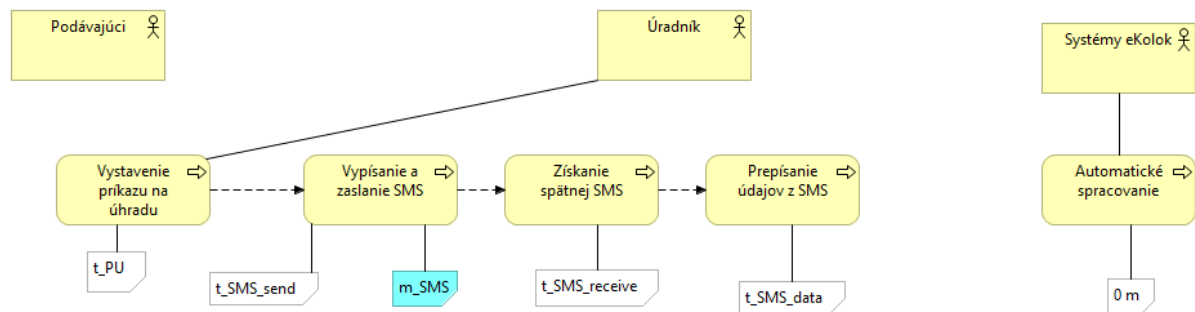 Podávajúci
Úradník
Systémy eKolok
Vystavenie
príkazu na
úhradu
Vypísanie a
zaslanie SMS
Získanie
spätnej SMS
Prepísanie
údajov z SMS
Automatické
spracovanie
t_PU
t_SMS_send
m_SMS
t_SMS_receive
t_SMS_data
0 m